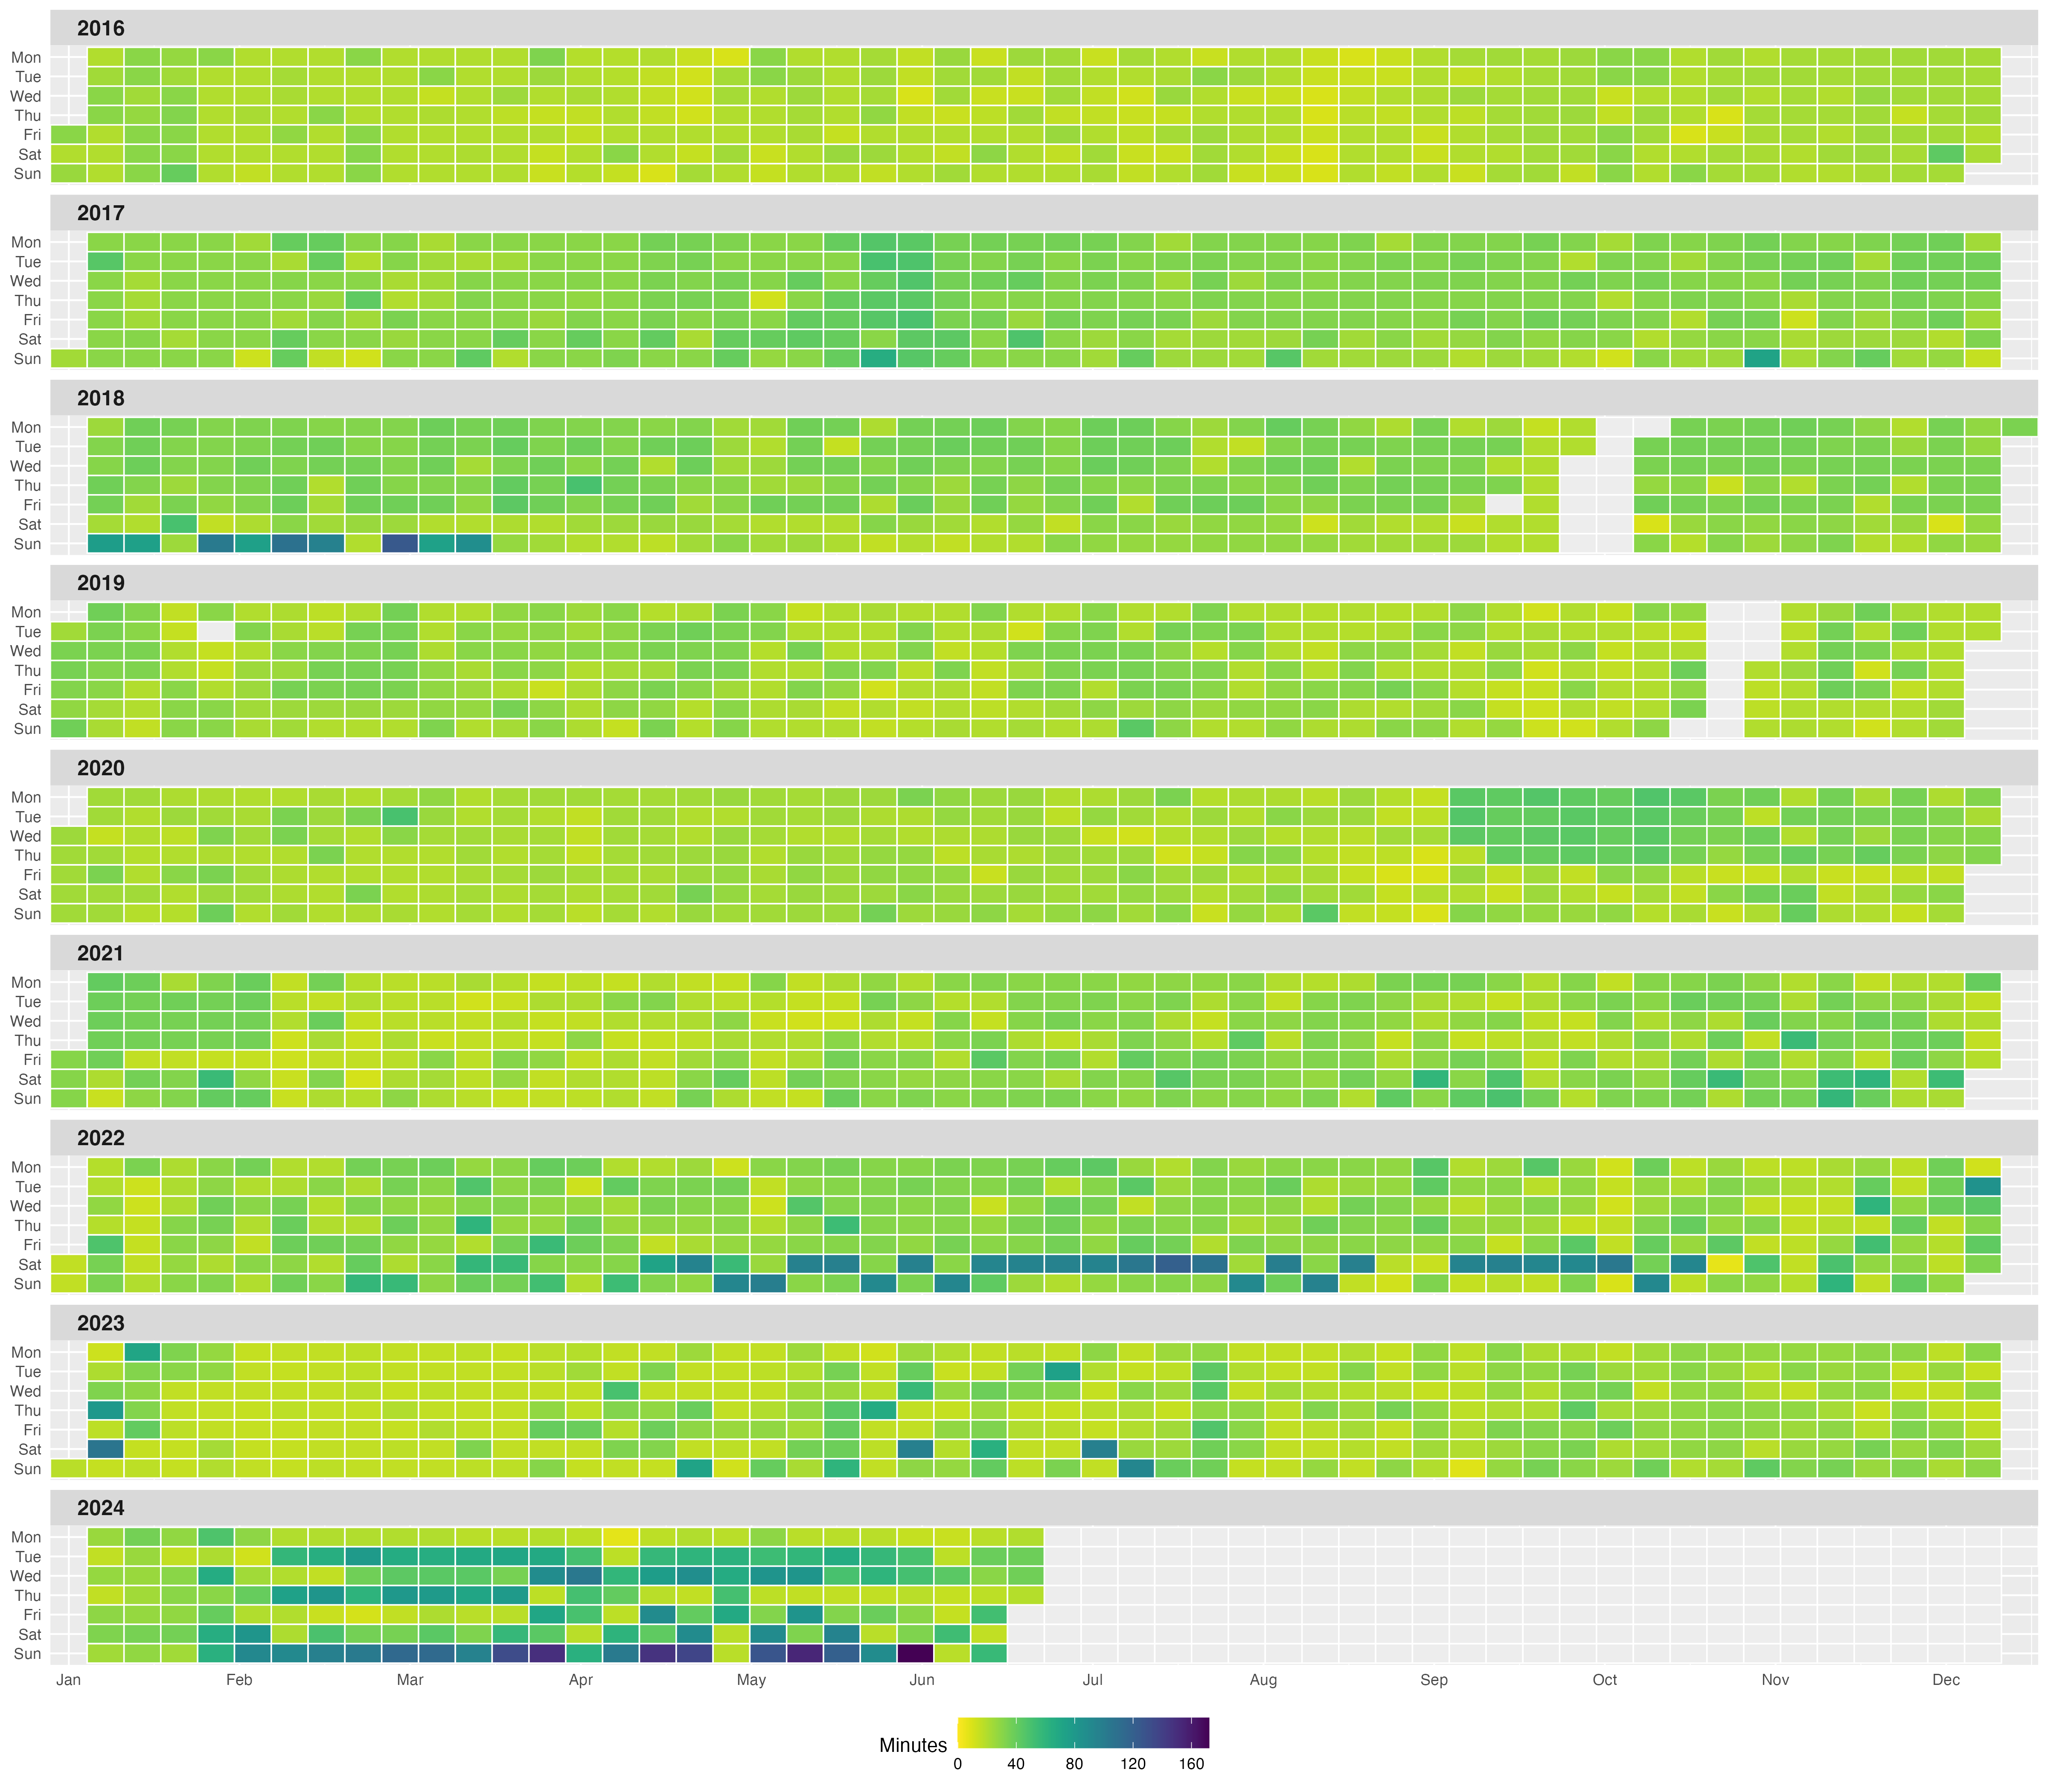 2016
Mon
Tue
Wed
Thu
Fri
Sat
Sun
2017
Mon
Tue
Wed
Thu
Fri
Sat
Sun
2018
Mon
Tue
Wed
Thu
Fri
Sat
Sun
2019
Mon
Tue
Wed
Thu
Fri
Sat
Sun
2020
Mon
Tue
Wed
Thu
Fri
Sat
Sun
2021
Mon
Tue
Wed
Thu
Fri
Sat
Sun
2022
Mon
Tue
Wed
Thu
Fri
Sat
Sun
2023
Mon
Tue
Wed
Thu
Fri
Sat
Sun
2024
Mon
Tue
Wed
Thu
Fri
Sat
Sun
Jan Feb Mar Apr May Jun Jul Aug Sep Oct Nov Dec
Minutes
0 40 80 120 160